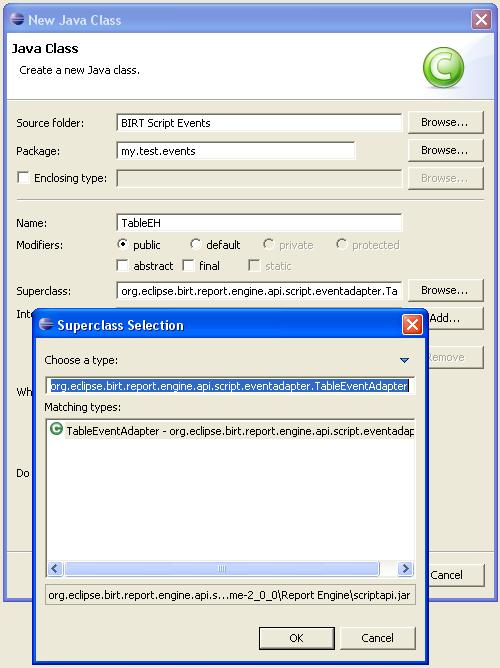 New Java Class
Java Class
Create a new Java class.
Source folder: BIRT Script Events Browse...
Package: my.test.events Browse...
Enclosing type: Browse...
Name: TableEH
Modifiers: public default private protected
abstract final static
Superclass: org.eclipse.birt.report.engine.api.script.eventadapter.Ta Browse...
Inte Add...
Remove
Wh
Do
Cancel
Superclass Selection
Choose a type:
org.eclipse.birt.report.engine.api.script.eventadapter.TableEventAdapter
Matching types:
TableEventAdapter - org.eclipse.birt.report.engine.api.script.eventadap
org.eclipse.birt.report.engine.api.s...me-2_0_0\Report Engine\scriptapi.jar
OK Cancel